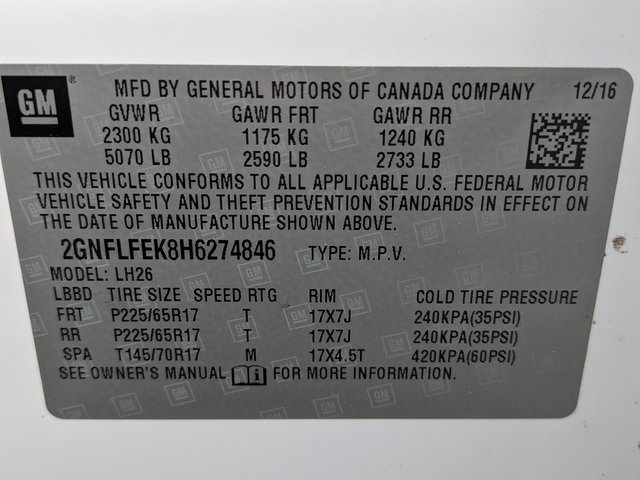 GM ®
MFD BY GENERAL MOTORS OF CANADA COMPANY 12/16
GVWR GAWR FRT GAWR RR
2300 KG 1175 KG 1240 KG
5070 LB 2590 LB 2733 LB
THIS VEHICLE CONFORMS TO ALL APPLICABLE U.S. FEDERAL MOTOR
VEHICLE SAFETY AND THEFT PREVENTION STANDARDS IN EFFECT ON
THE DATE OF MANUFACTURE SHOWN ABOVE.
2GNFLFEK8H6274846 TYPE: M.P.V.
MODEL: LH26
LBBD TIRE SIZE SPEED RTG RIM COLD TIRE PRESSURE
FRT P225/65R17 T 17X7J 240KPA(35PSI)
RR P225/65R17 T 17X7J 240KPA(35PSI)
SPA T145/70R17 M 17X4.5T 420KPA(60PSI)
SEE OWNER'S MANUAL FOR MORE INFORMATION.